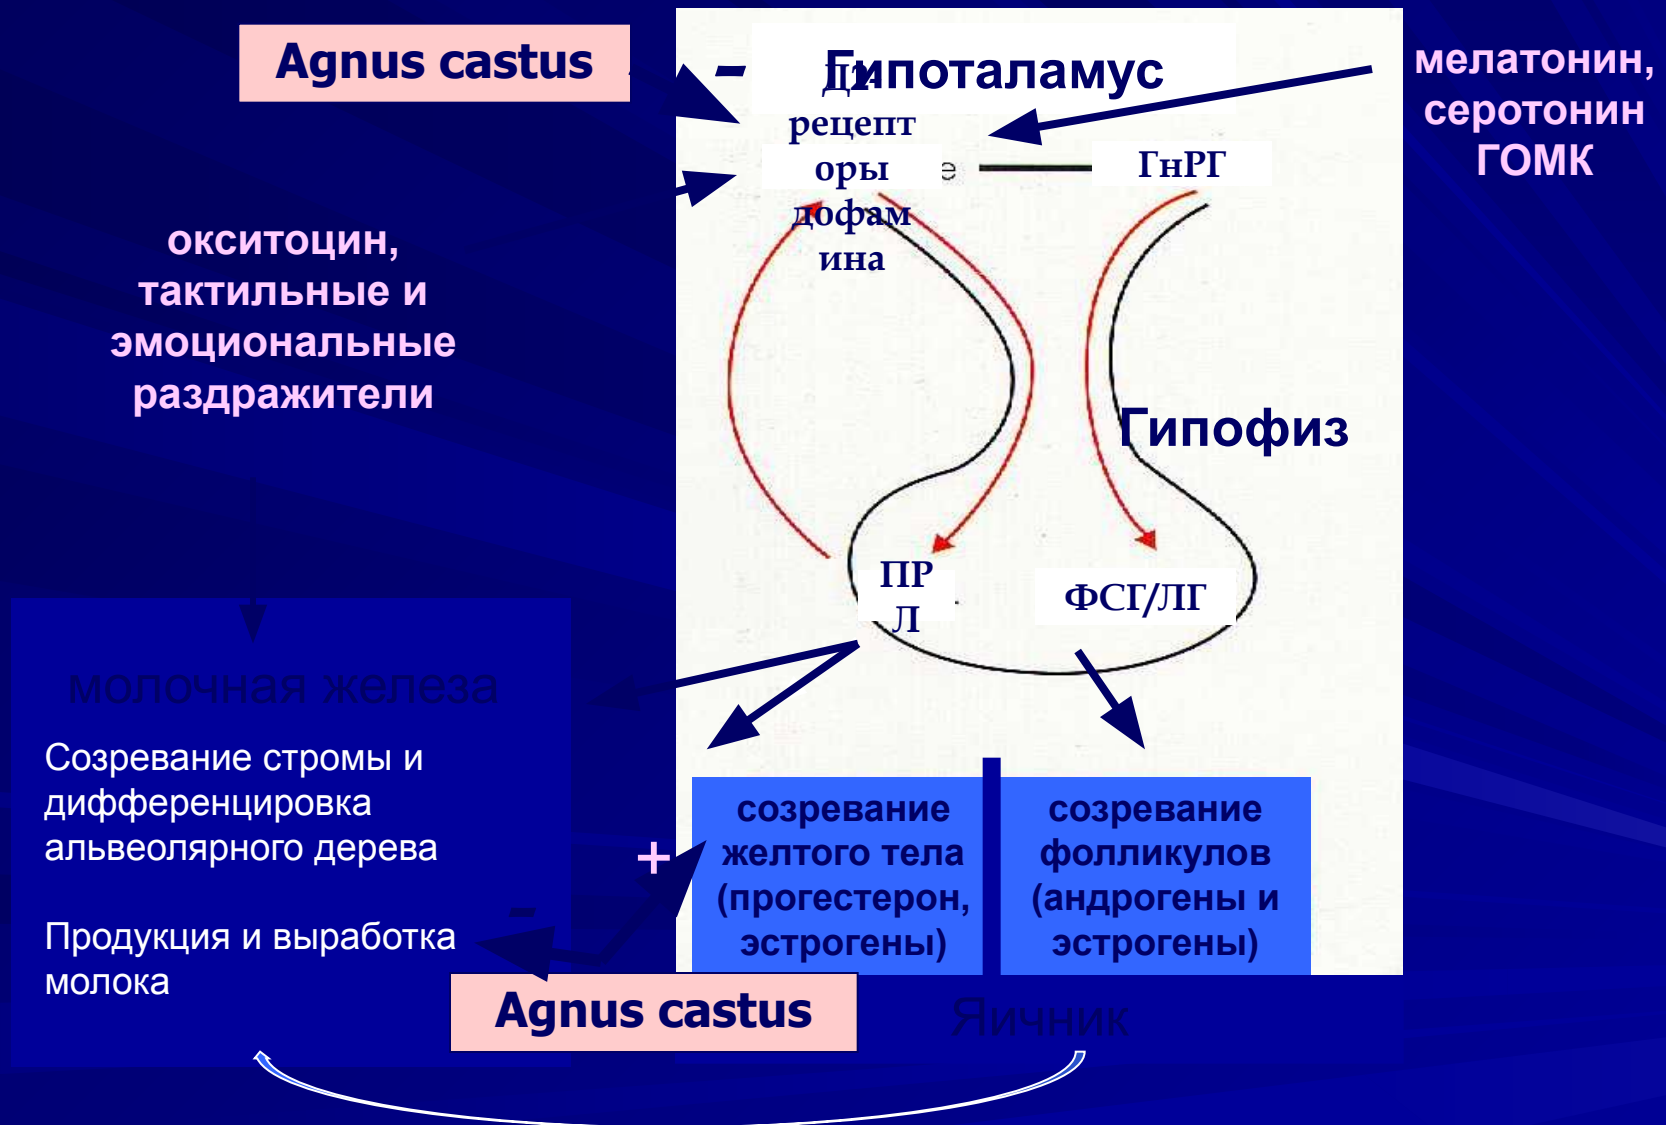 Agnus castus
-
Гипоталамус
Д2-
рецепт
оры
дофам
ина
ГнРГ
мелатонин,
серотонин
ГОМК
окситоцин,
тактильные и
эмоциональные
раздражители
Гипофиз
ПР
Л
ФСГ/ЛГ
молочная железа
Созревание стромы и
дифференцировка
альвеолярного дерева
Продукция и выработка
молока
+
-
созревание
желтого тела
(прогестерон,
эстрогены)
созревание
фолликулов
(андрогены и
эстрогены)
Agnus castus
Яичник